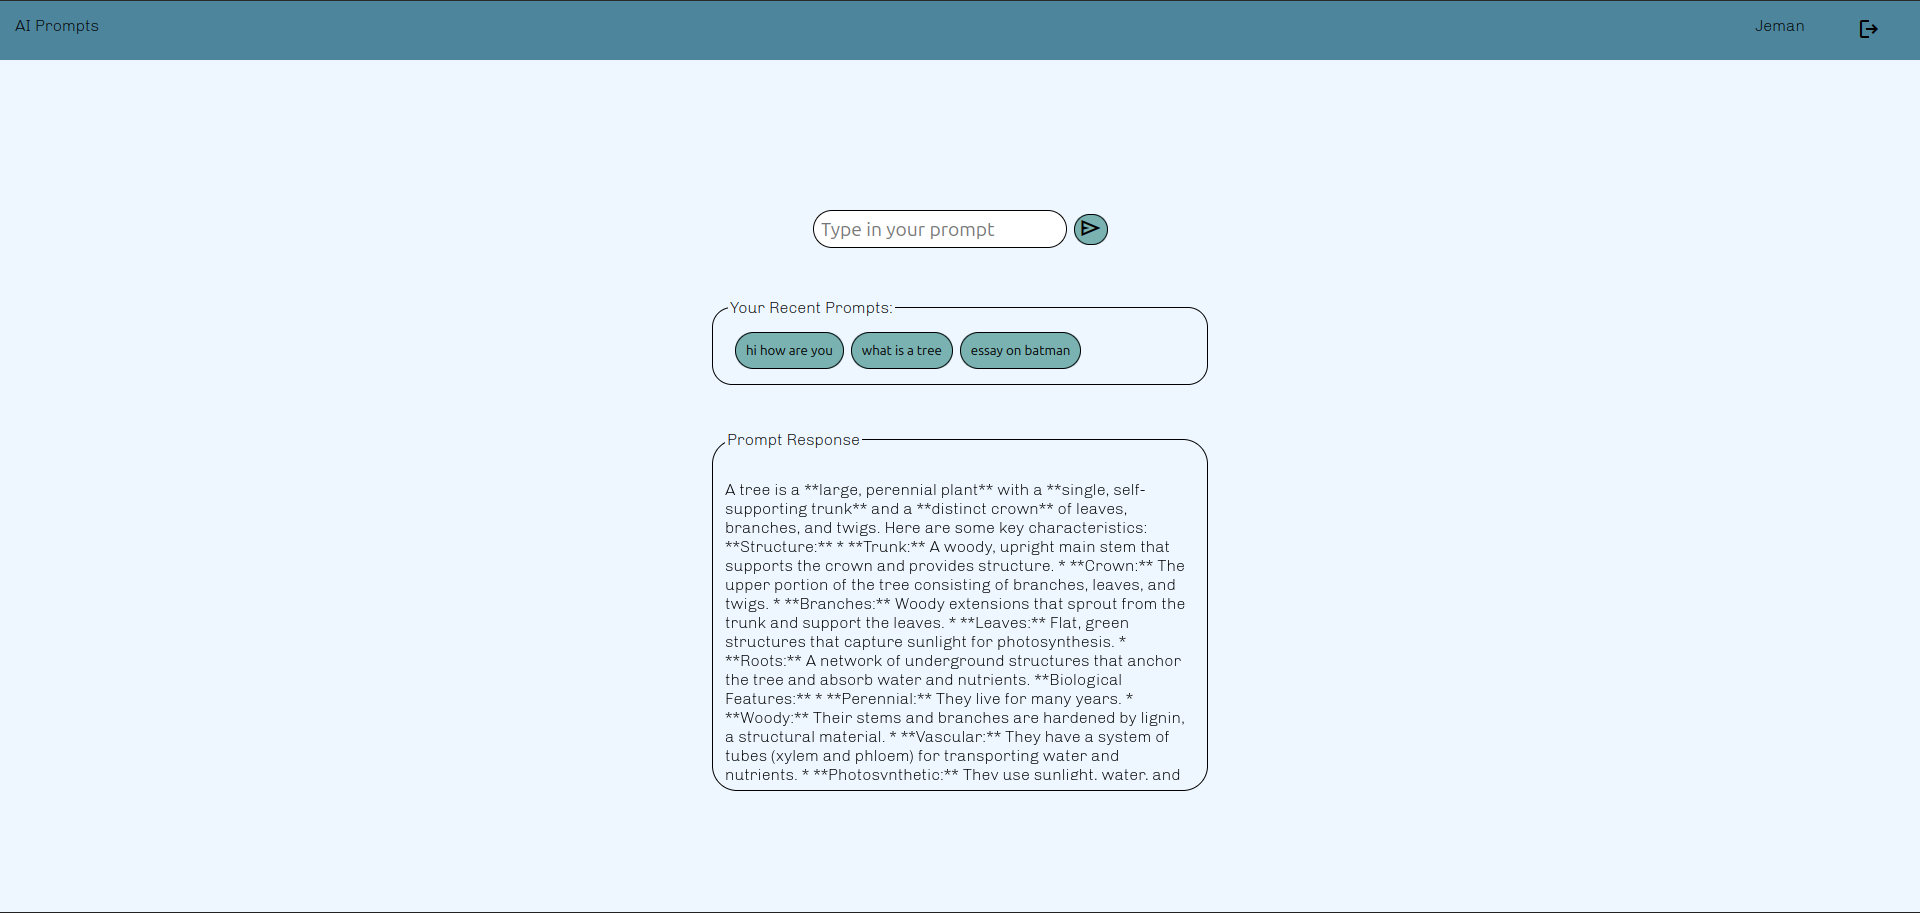 AI Prompts
Jeman
Type in your prompt
Your Recent Prompts:
hi how are you
what is a tree
essay on batman
Prompt Response
A tree is a **large, perennial plant** with a **single, self-
supporting trunk** and a **distinct crown** of leaves,
branches, and twigs. Here are some key characteristics:
**Structure:** * **Trunk:** A woody, upright main stem that
supports the crown and provides structure. * **Crown:** The
upper portion of the tree consisting of branches, leaves, and
twigs. * **Branches:** Woody extensions that sprout from the
trunk and support the leaves. * **Leaves:** Flat, green
structures that capture sunlight for photosynthesis. *
**Roots:** A network of underground structures that anchor
the tree and absorb water and nutrients. **Biological
Features:** * **Perennial:** They live for many years. *
**Woody:** Their stems and branches are hardened by lignin,
a structural material. * **Vascular:** They have a system of
tubes (xylem and phloem) for transporting water and
nutrients. * **Photosynthetic:** They use sunlight, water, and